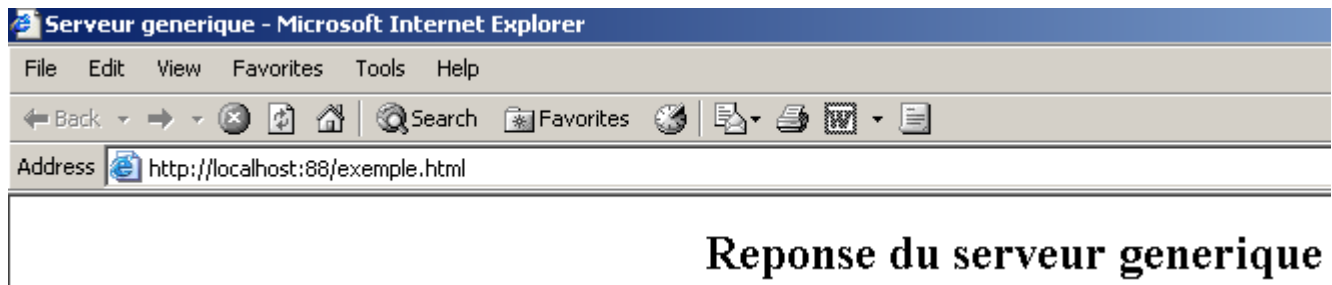 Serveur generique - Microsoft Internet Explorer
File Edit View Favorites Tools Help
Back Search Favorites
Address http://localhost:88/exemple.html
Reponse du serveur generique